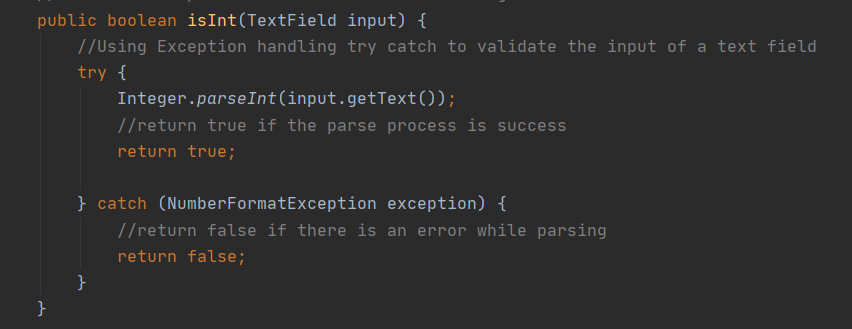 public boolean isInt(TextField input) {
//Using Exception handling try catch to validate the input of a text field
try {
Integer.parseInt(input.getText());
//return true if the parse process is success
return true;
} catch (NumberFormatException exception) {
//return false if there is an error while parsing
return false;
}
}